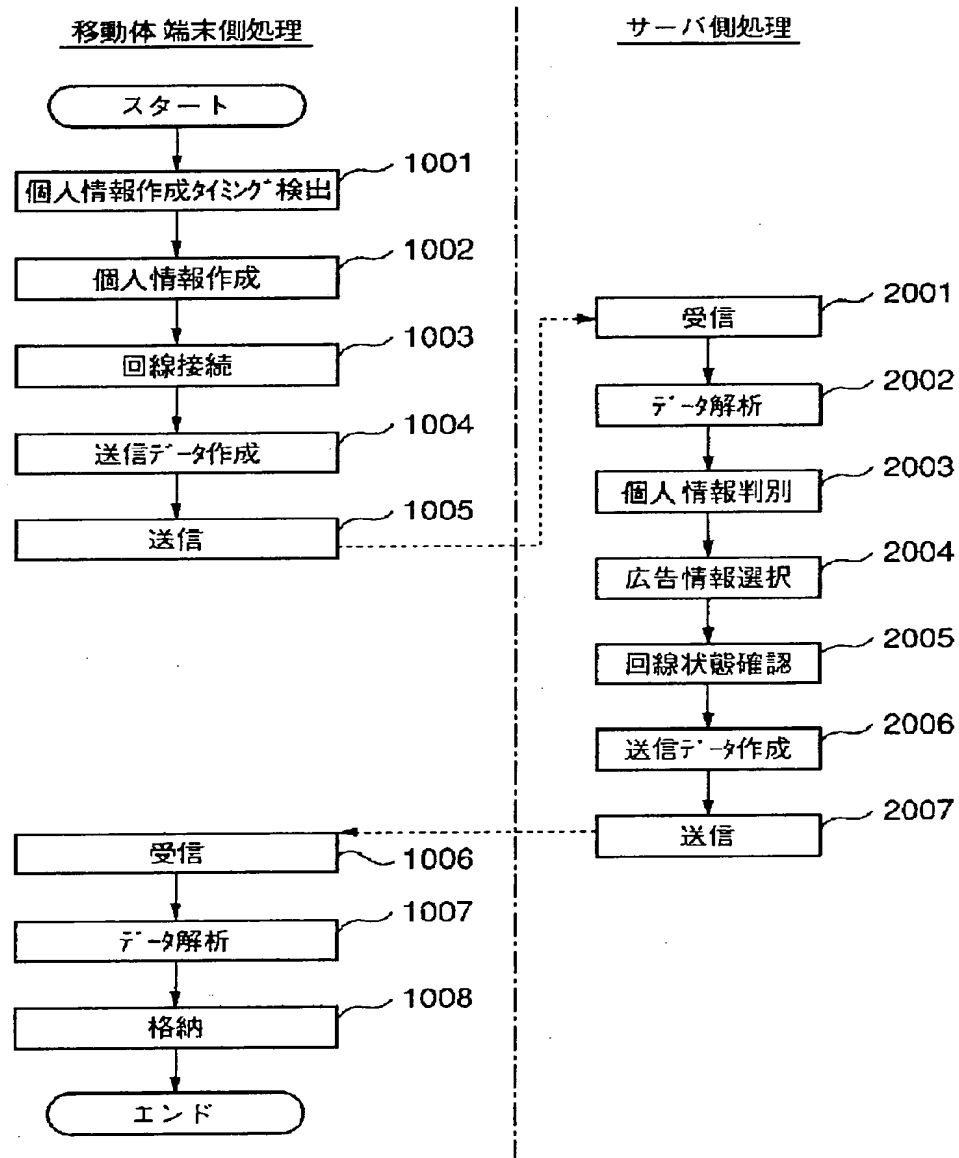 移動体端末側処理
スタート
個人情報作成ﾀｲﾐﾝｸﾞ検出
1001
個人情報作成
1002
回線接続
1003
送信ﾃﾞｰﾀ作成
1004
送信
1005
サーバ側処理
受信
2001
ﾃﾞｰﾀ解析
2002
個人情報判別
2003
広告情報選択
2004
回線状態確認
2005
送信ﾃﾞｰﾀ作成
2006
送信
2007
受信
1006
ﾃﾞｰﾀ解析
1007
格納
1008
エンド